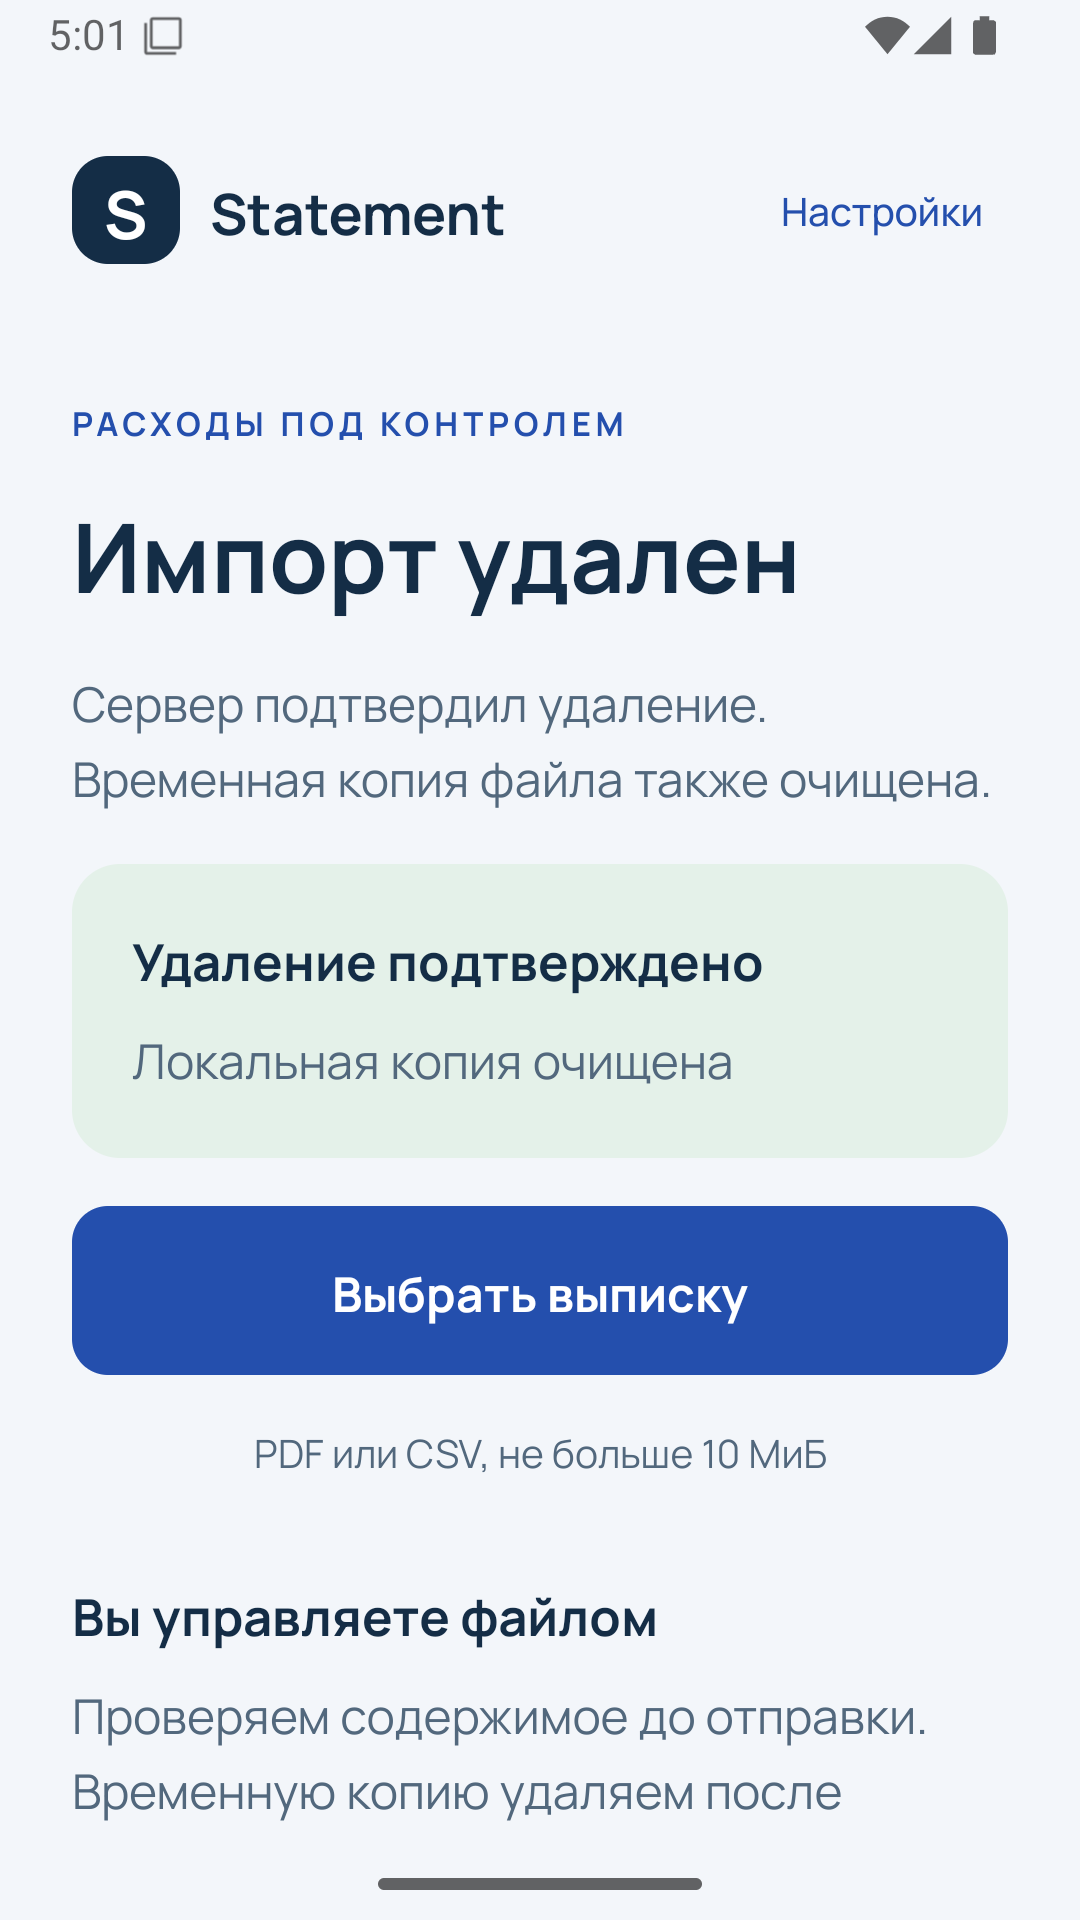 5:01
S Statement
Настройки
РАСХОДЫ ПОД КОНТРОЛЕМ
Импорт удален
Сервер подтвердил удаление.
Временная копия файла также очищена.
Удаление подтверждено
Локальная копия очищена
Выбрать выписку
PDF или CSV, не больше 10 МиБ
Вы управляете файлом
Проверяем содержимое до отправки.
Временную копию удаляем после